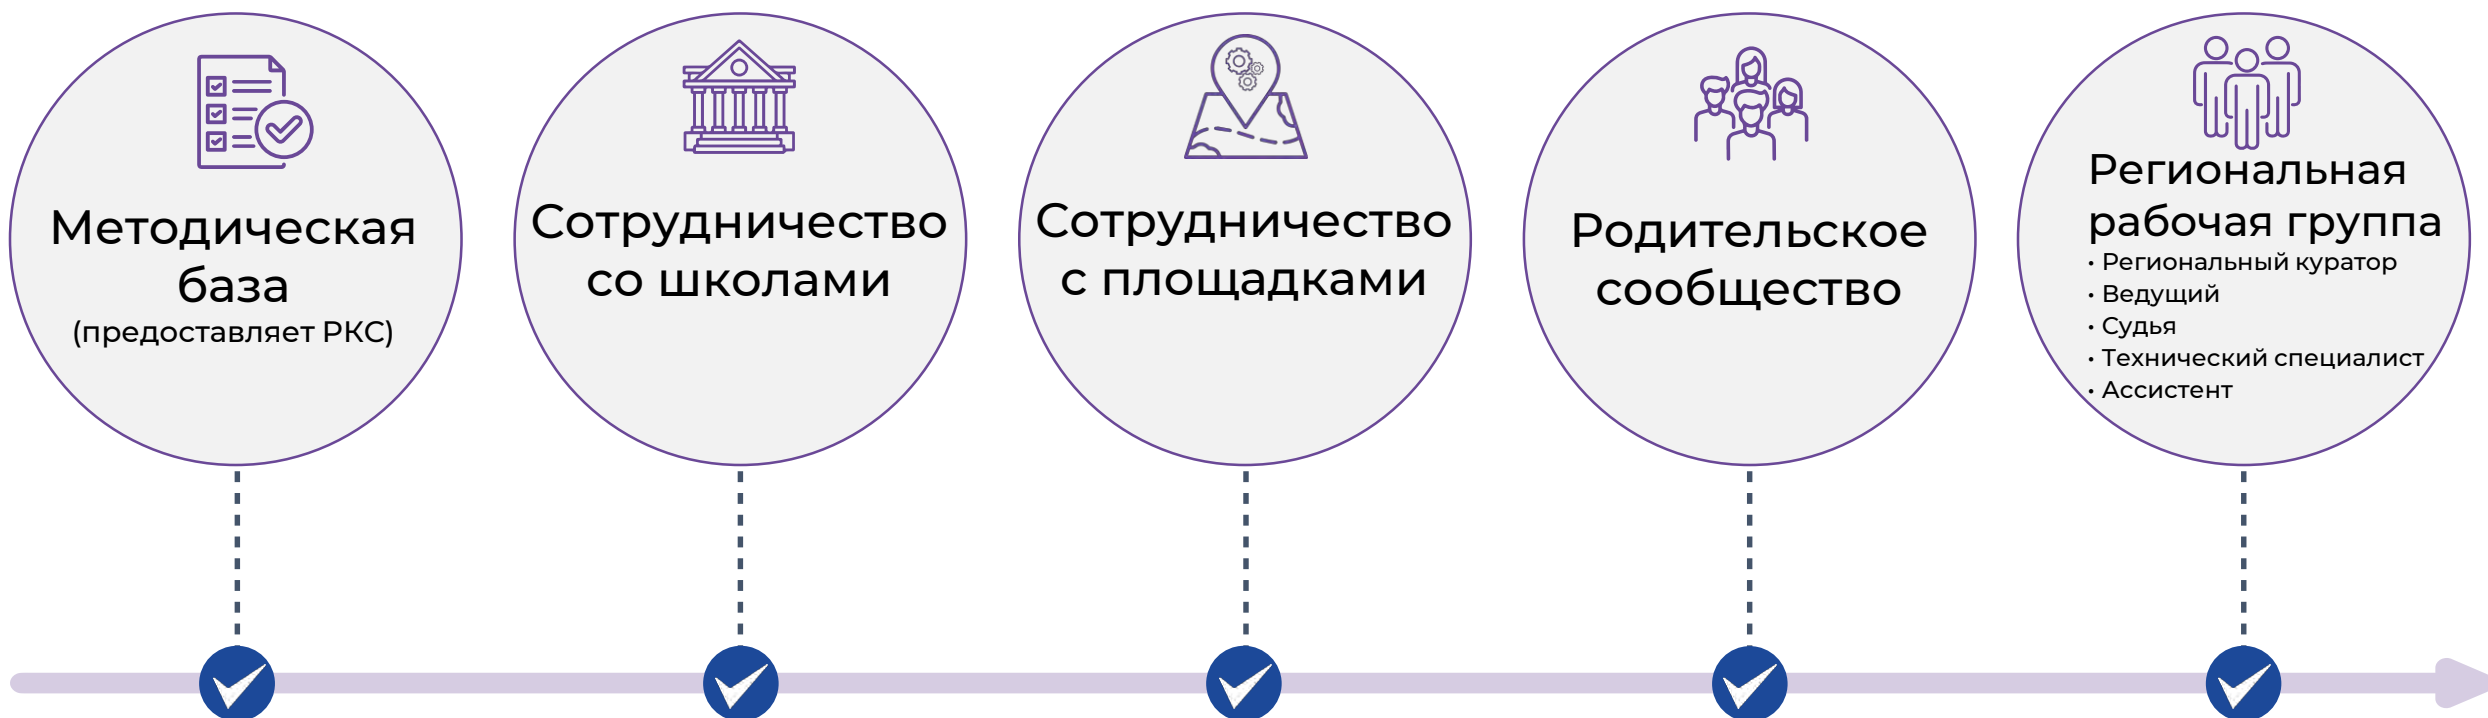 Методическая
база
(предоставляет РКС)
Сотрудничество
со школами
Сотрудничество
с площадками
Родительское
сообщество
Региональная
рабочая группа
• Региональный куратор
• Ведущий
• Судья
• Технический специалист
• Ассистент